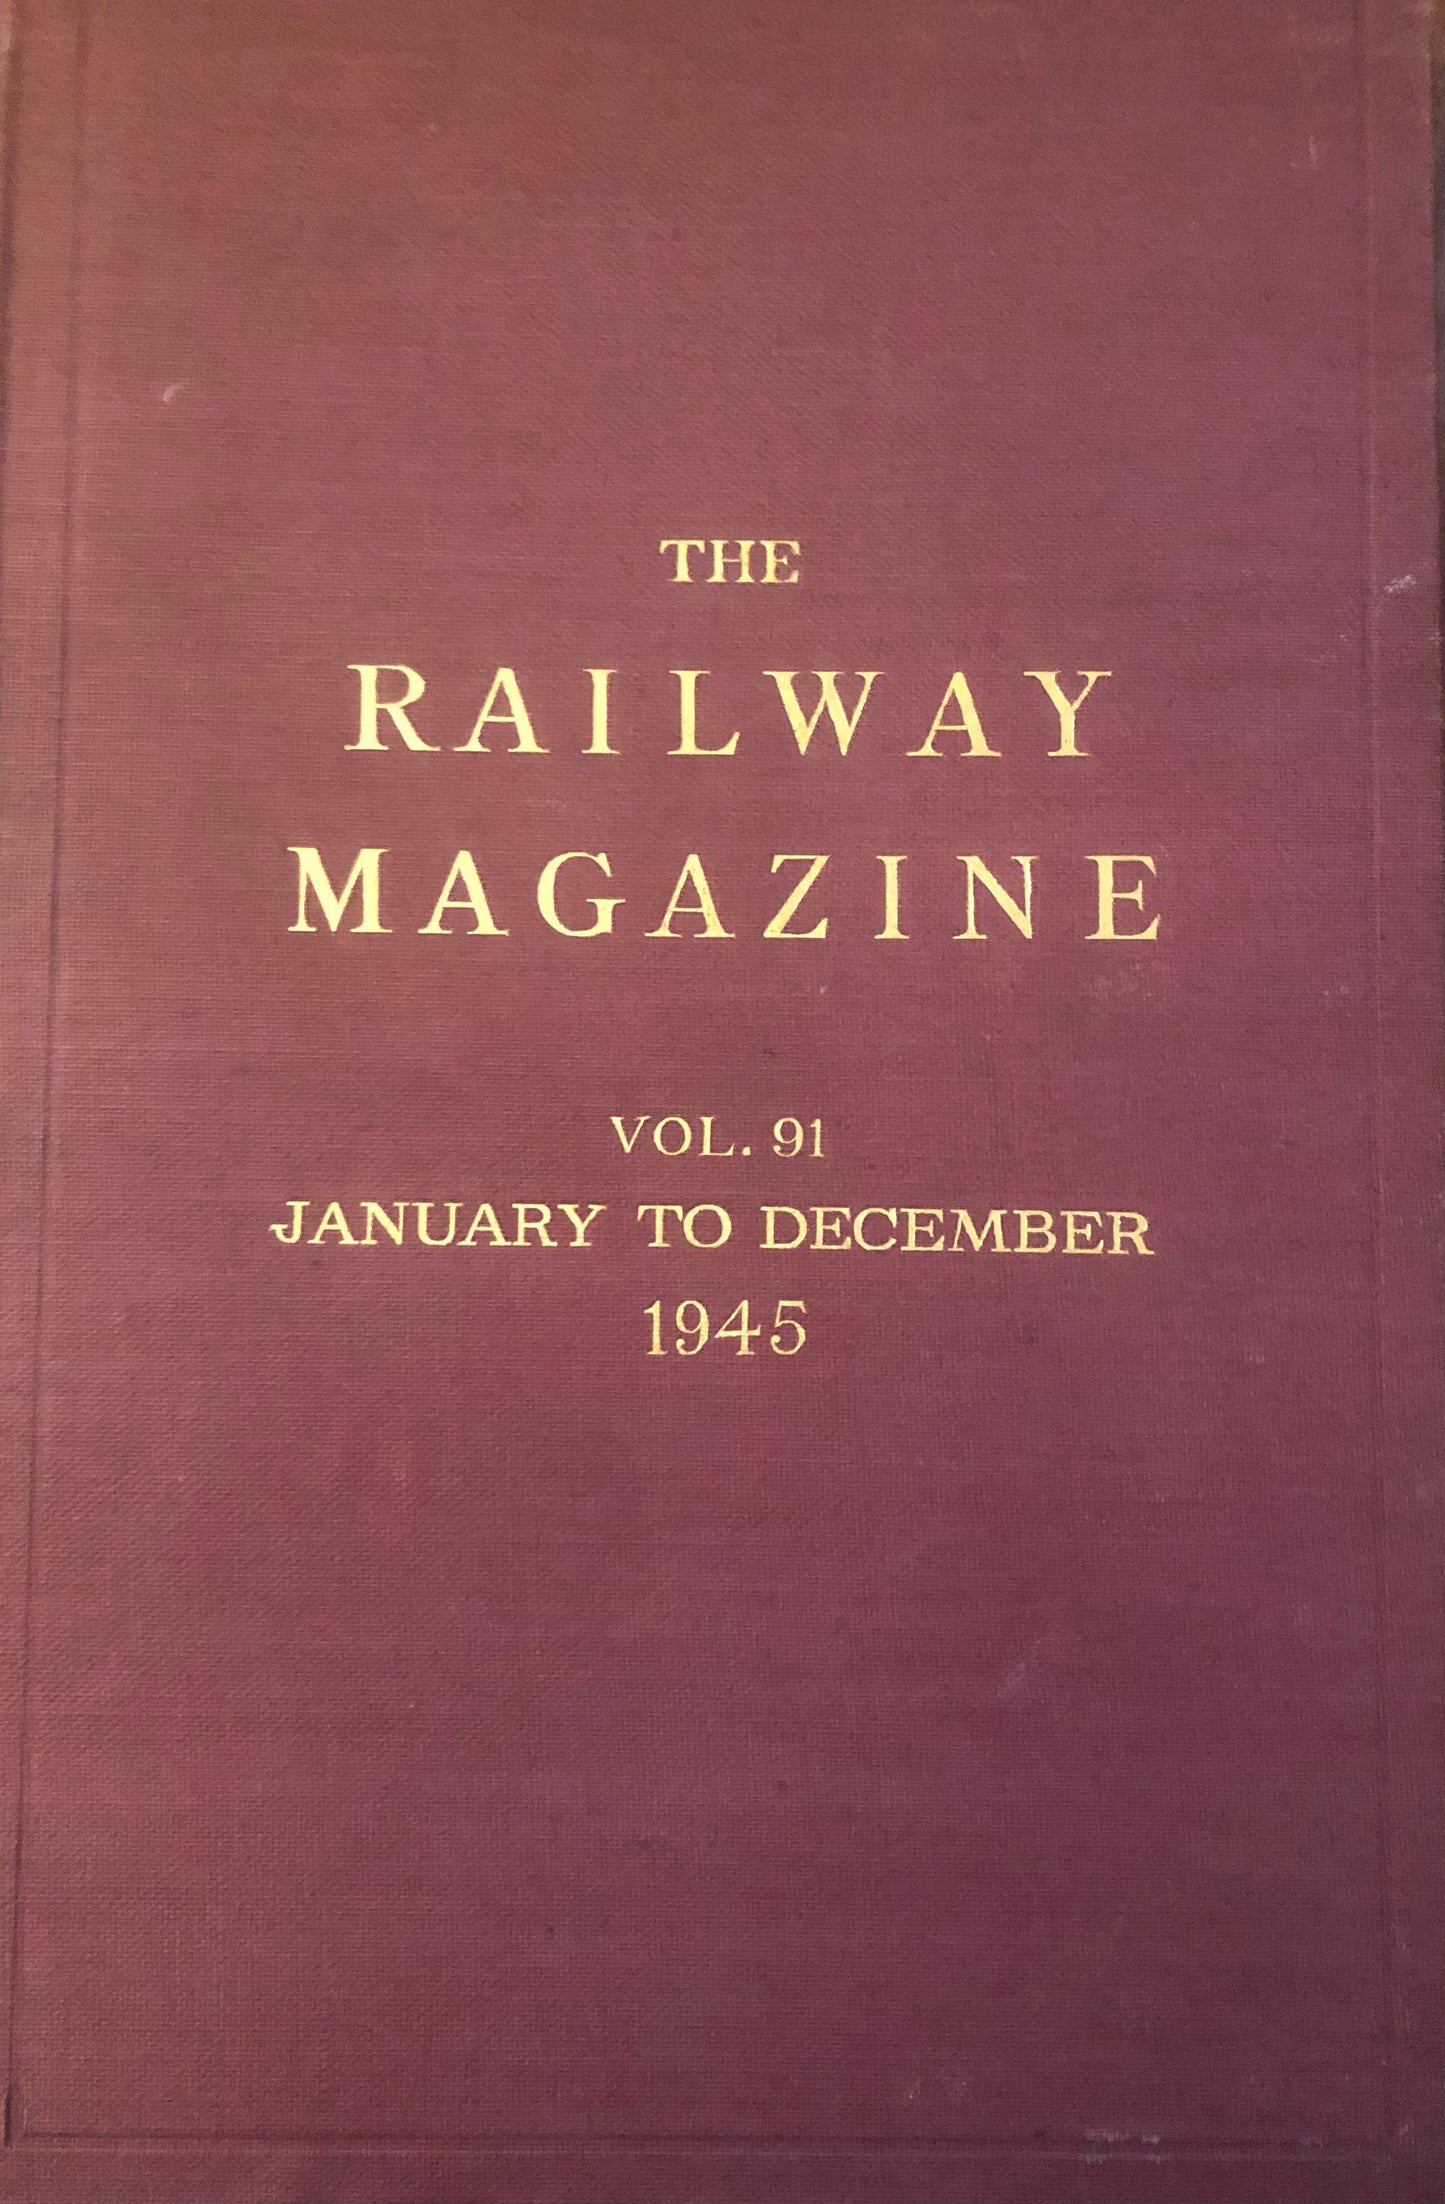 THE
RAILWAY
MAGAZINE
VOL. 91
JANUARY TO DECEMBER
1945